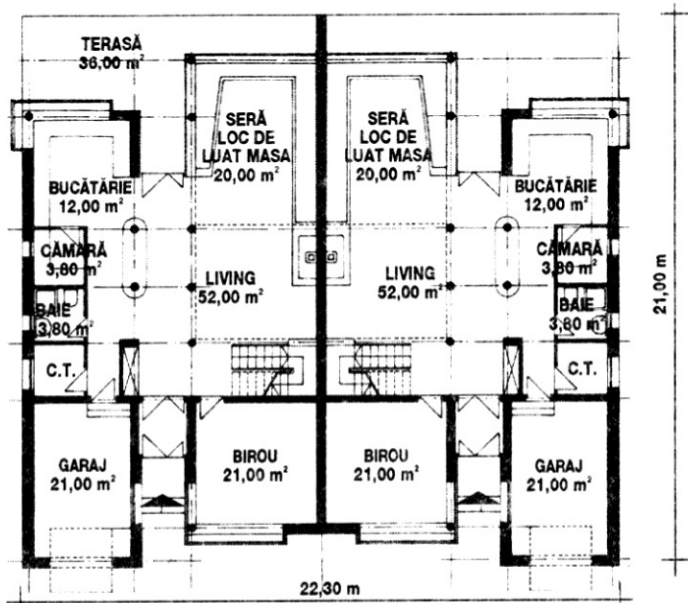 TERASĂ
36,00 m²
SERĂ
LOC DE
LUAT MASA
20,00 m²
SERĂ
LOC DE
LUAT MASA
20,00 m²
BUCĂTĂRIE
12,00 m²
BUCĂTĂRIE
12,00 m²
CĂMARĂ
3,80 m²
LIVING
52,00 m²
LIVING
52,00 m²
CĂMARĂ
3,80 m²
BAIE
3,80 m²
BAIE
3,80 m²
C.T.
C.T.
GARAJ
21,00 m²
BIROU
21,00 m²
BIROU
21,00 m²
GARAJ
21,00 m²
21,00 m
22,30 m